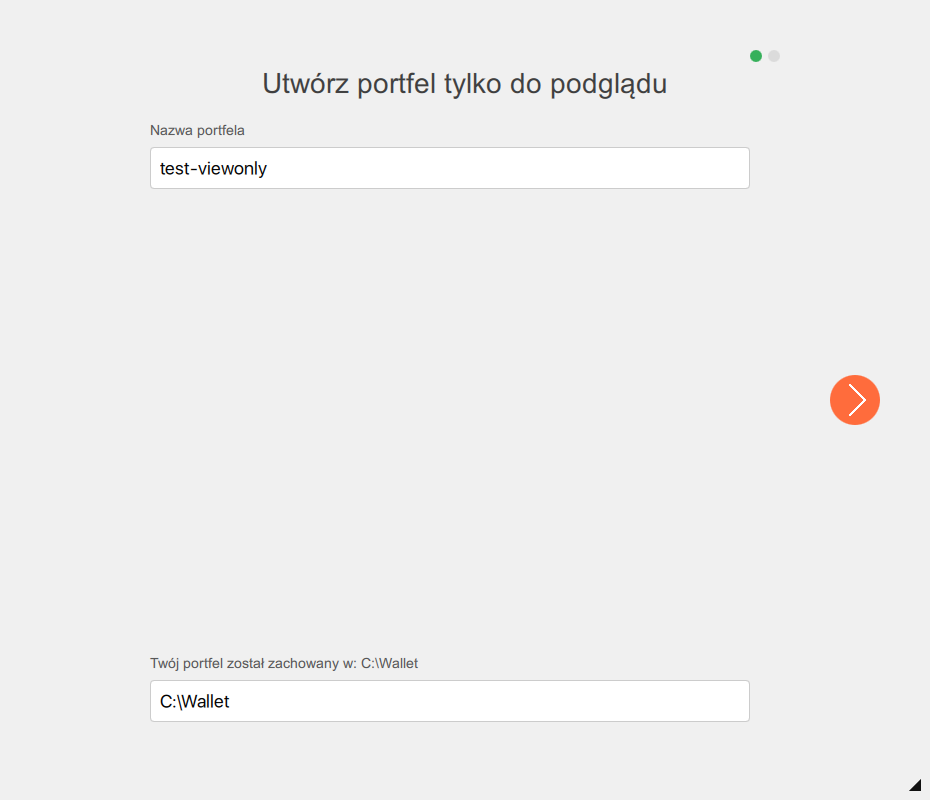 Utwórz portfel tylko do podglądu
Nazwa portfela
test-viewonly
Twój portfel został zachowany w: C:\Wallet
C:\Wallet